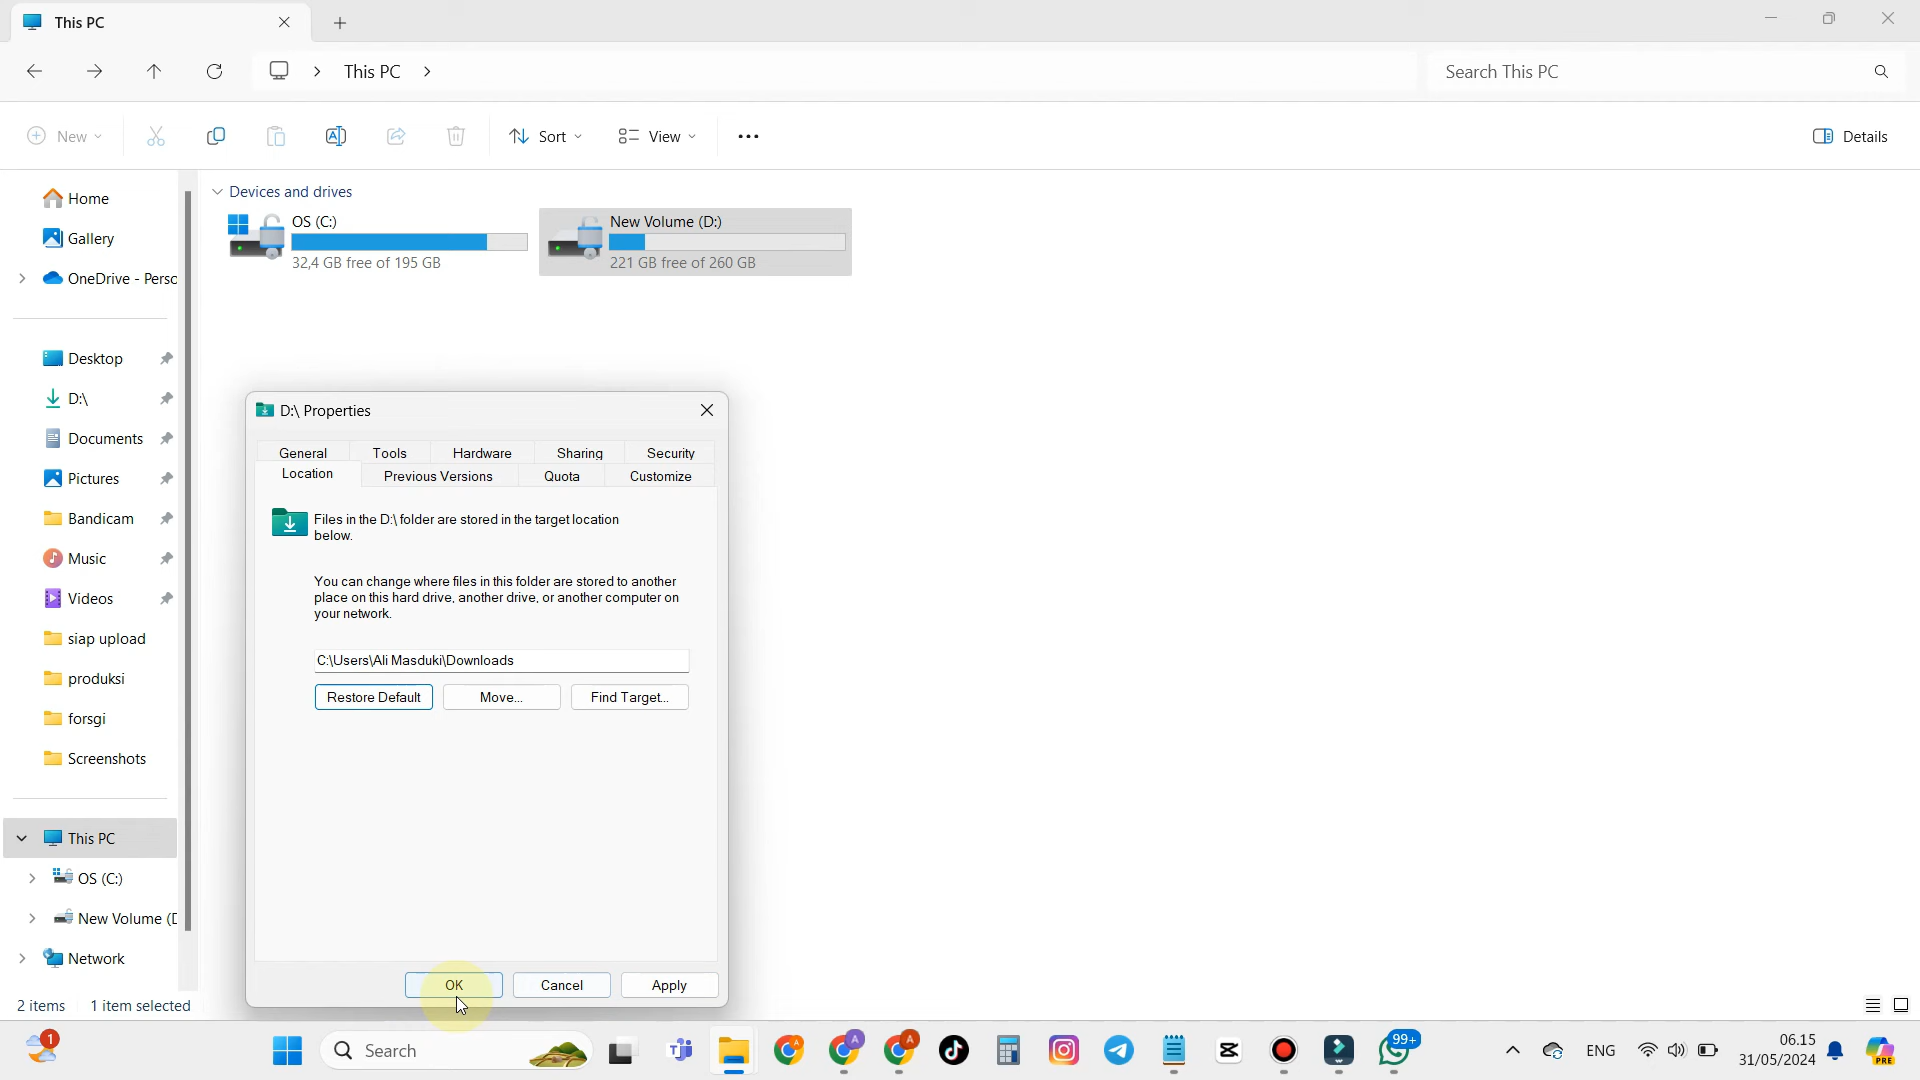 This PC
This PC
Search This PC
New
Sort
View
Details
Home
Gallery
OneDrive - Perso
Desktop
D:\
Documents
Pictures
Bandicam
Music
Videos
siap upload
produksi
forsgi
Screenshots
This PC
OS (C:)
New Volume (D
Network
Devices and drives
OS (C:)
32,4 GB free of 195 GB
New Volume (D:)
221 GB free of 260 GB
D:\ Properties
General
Tools
Hardware
Sharing
Security
Location
Previous Versions
Quota
Customize
Files in the D:\ folder are stored in the target location
below.
You can change where files in this folder are stored to another
place on this hard drive, another drive, or another computer on
your network.
C:\Users\Ali Masduki\Downloads
Restore Default
Move...
Find Target...
OK
Cancel
Apply
2 items
1 item selected
1
Search
A
A
A
99+
ENG
06.15
31/05/2024
PRE